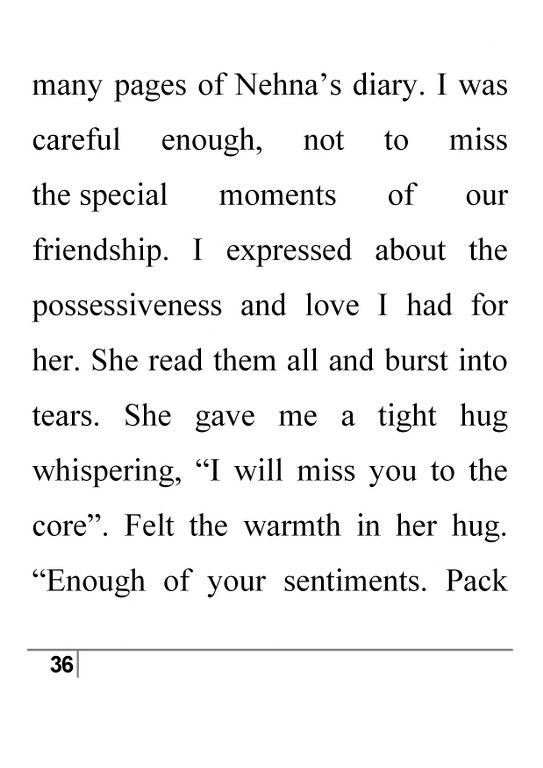 many pages of Nehna’s diary. I was
careful enough, not to miss
the special moments of our
friendship. I expressed about the
possessiveness and love I had for
her. She read them all and burst into
tears. She gave me a tight hug
whispering, “I will miss you to the
core”. Felt the warmth in her hug.
“Enough of your sentiments. Pack
36